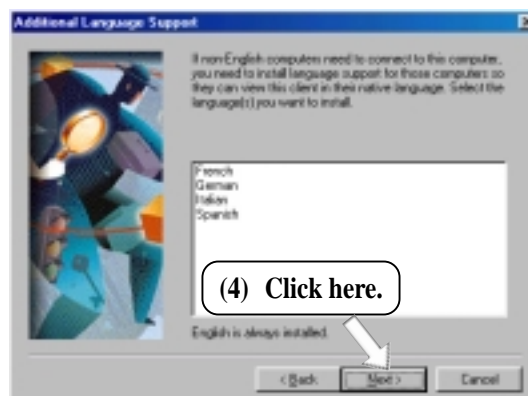 Additional Language Support
If non-English computers need to connect to this computer,
you need to install language support for those computers so
they can view this client in their native language. Select the
language(s) you want to install.
French
German
Italian
Spanish
(4) Click here.
English is always installed.
< Back
Next >
Cancel